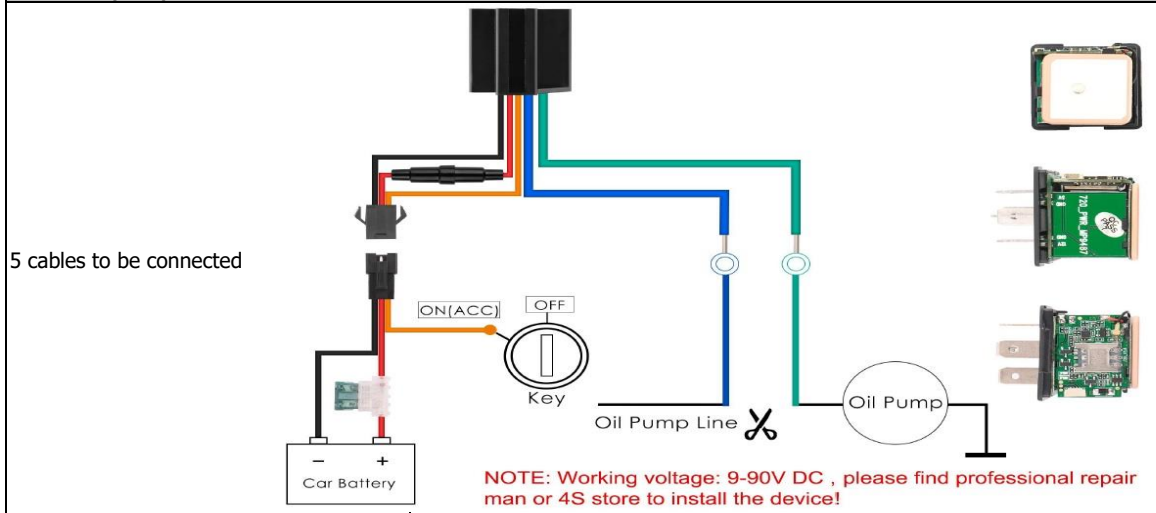 5 cables to be connected
ON(ACC)
OFF
Key
Oil Pump Line
Oil Pump
− +
Car Battery
NOTE: Working voltage: 9-90V DC , please find professional repair
man or 4S store to install the device!
720_PWR_MP9487